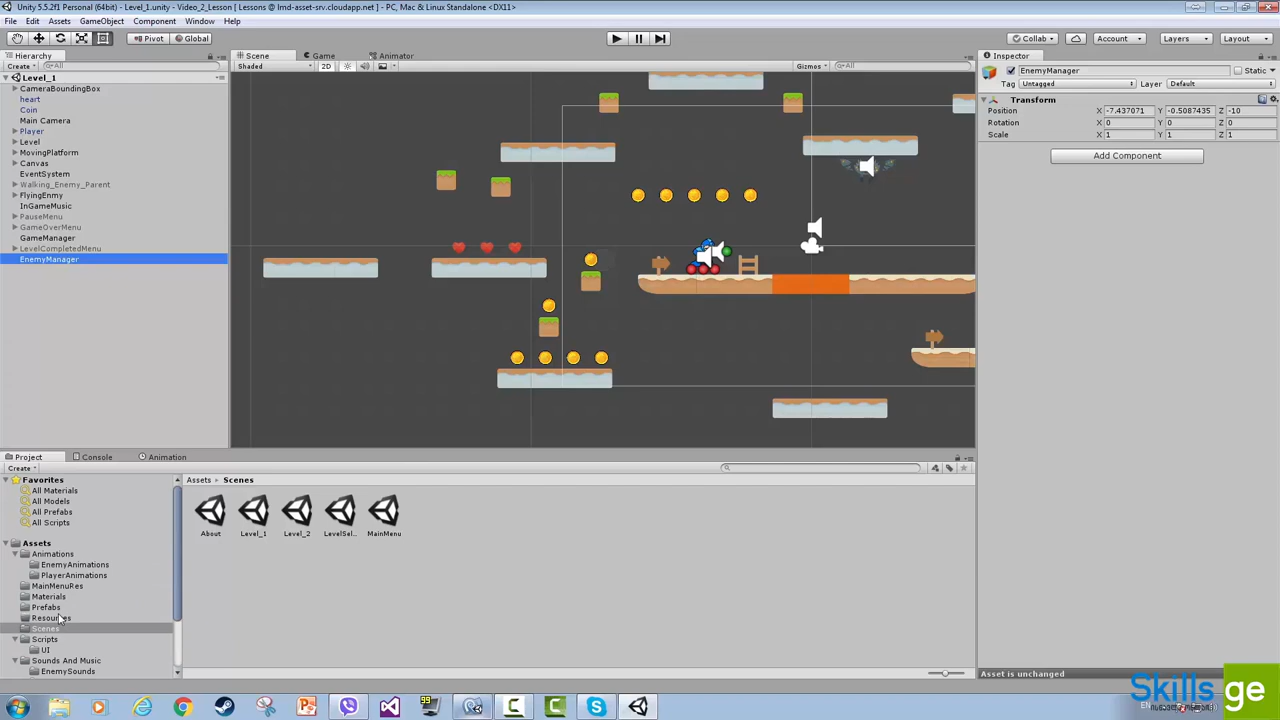 Unity 5.5.2f1 Personal (64bit) - Level_1.unity - Video_2_Lesson [ Lessons @ lmd-asset-srv.cloudapp.net ] - PC, Mac & Linux Standalone <DX11>
File Edit Assets GameObject Component Window Help
Pivot Global Collab Account Layers Layout
Hierarchy
Create All
Level_1
CameraBoundingBox
heart
Coin
Main Camera
Player
Level
MovingPlatform
Canvas
EventSystem
Walking_Enemy_Parent
FlyingEnmy
InGameMusic
PauseMenu
GameOverMenu
GameManager
LevelCompletedMenu
EnemyManager
Scene Game Animator
Shaded 2D Gizmos All
Inspector
EnemyManager Static
Tag Untagged Layer Default
Transform
Position X -7.437071 Y -0.5087435 Z -10
Rotation X 0 Y 0 Z 0
Scale X 1 Y 1 Z 1
Add Component
Project Console Animation
Create
Favorites
All Materials
All Models
All Prefabs
All Scripts
Assets
Animations
EnemyAnimations
PlayerAnimations
MainMenuRes
Materials
Prefabs
Resources
Scenes
Scripts
UI
Sounds And Music
EnemySounds
Assets Scenes
About Level_1 Level_2 LevelSel... MainMenu
Asset is unchanged
Skills ge